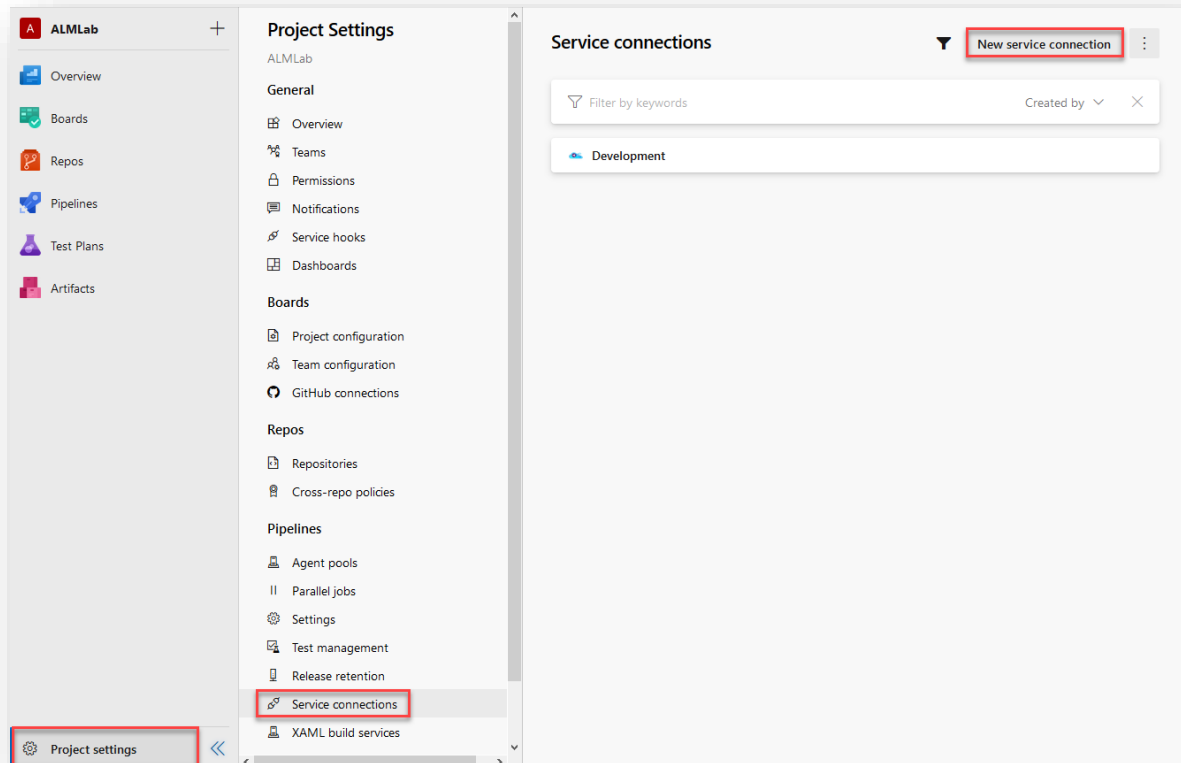 A ALMLab
Overview
Boards
Repos
Pipelines
Test Plans
Artifacts
Project settings
Project Settings
ALMLab
General
Overview
Teams
Permissions
Notifications
Service hooks
Dashboards
Boards
Project configuration
Team configuration
GitHub connections
Repos
Repositories
Cross-repo policies
Pipelines
Agent pools
Parallel jobs
Settings
Test management
Release retention
Service connections
XAML build services
Service connections
New service connection
Filter by keywords
Created by
Development